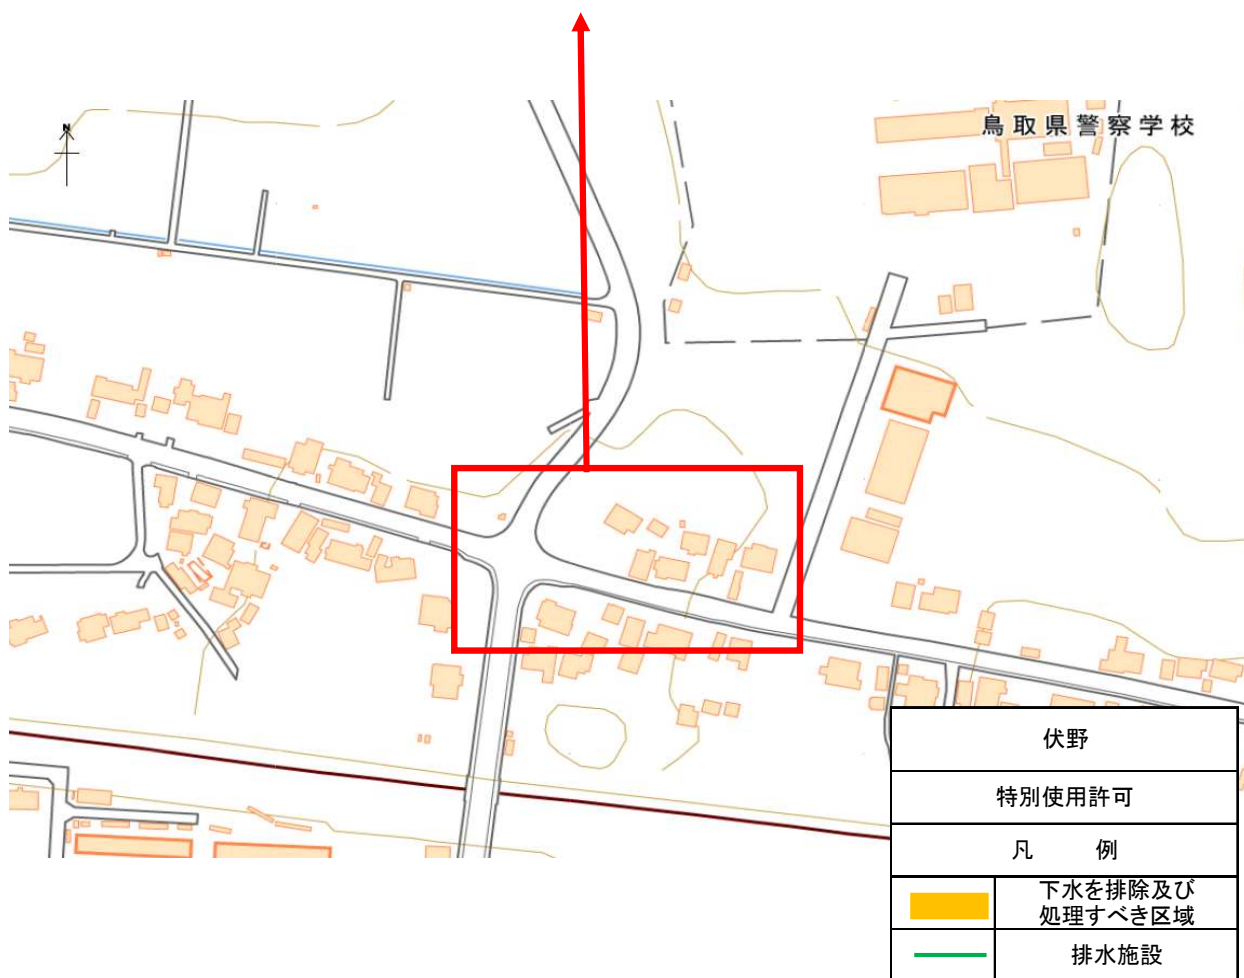 N
鳥取県警察学校
伏野
特別使用許可
凡 例
下水を排除及び
処理すべき区域
排水施設